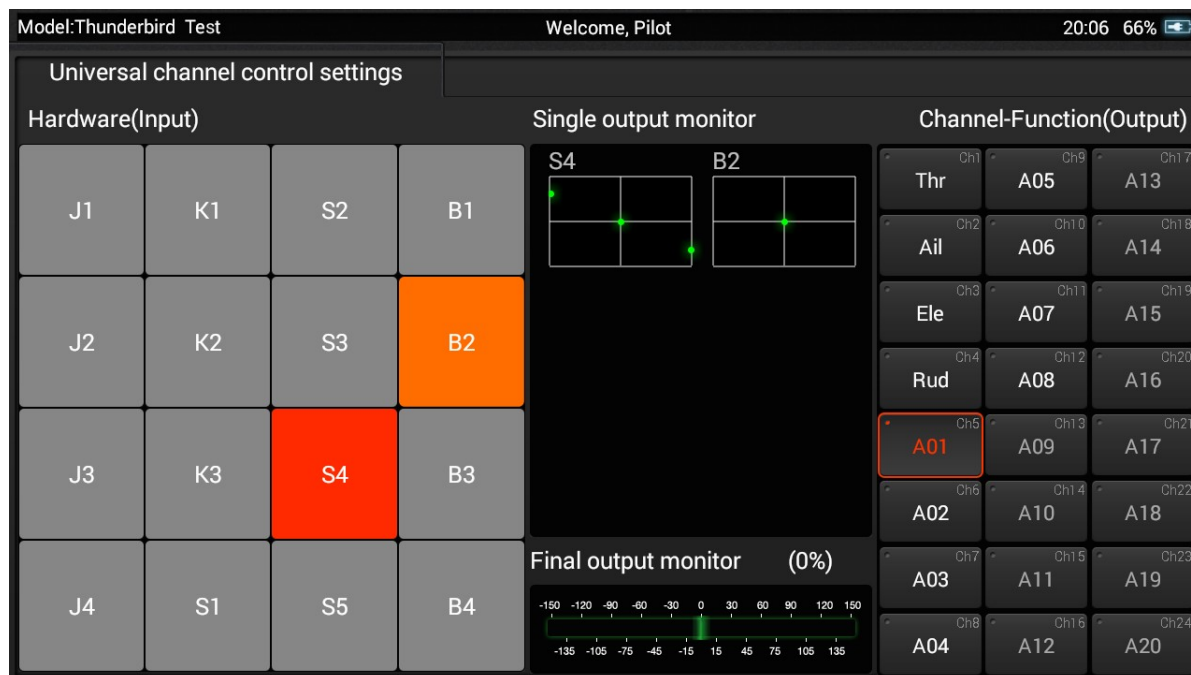 Model:Thunderbird Test Welcome, Pilot 20:06 66%
Universal channel control settings
Hardware(Input)
J1 K1 S2 B1
J2 K2 S3 B2
J3 K3 S4 B3
J4 S1 S5 B4
Single output monitor
S4 B2
Final output monitor (0%)
-150 -120 -90 -60 -30 0 30 60 90 120 150
-135 -105 -75 -45 -15 15 45 75 105 135
Channel-Function(Output)
Ch1 Ch9 Ch17
Thr A05 A13
Ch2 Ch10 Ch18
Ail A06 A14
Ch3 Ch11 Ch19
Ele A07 A15
Ch4 Ch12 Ch20
Rud A08 A16
Ch5 Ch13 Ch21
A01 A09 A17
Ch6 Ch14 Ch22
A02 A10 A18
Ch7 Ch15 Ch23
A03 A11 A19
Ch8 Ch16 Ch24
A04 A12 A20